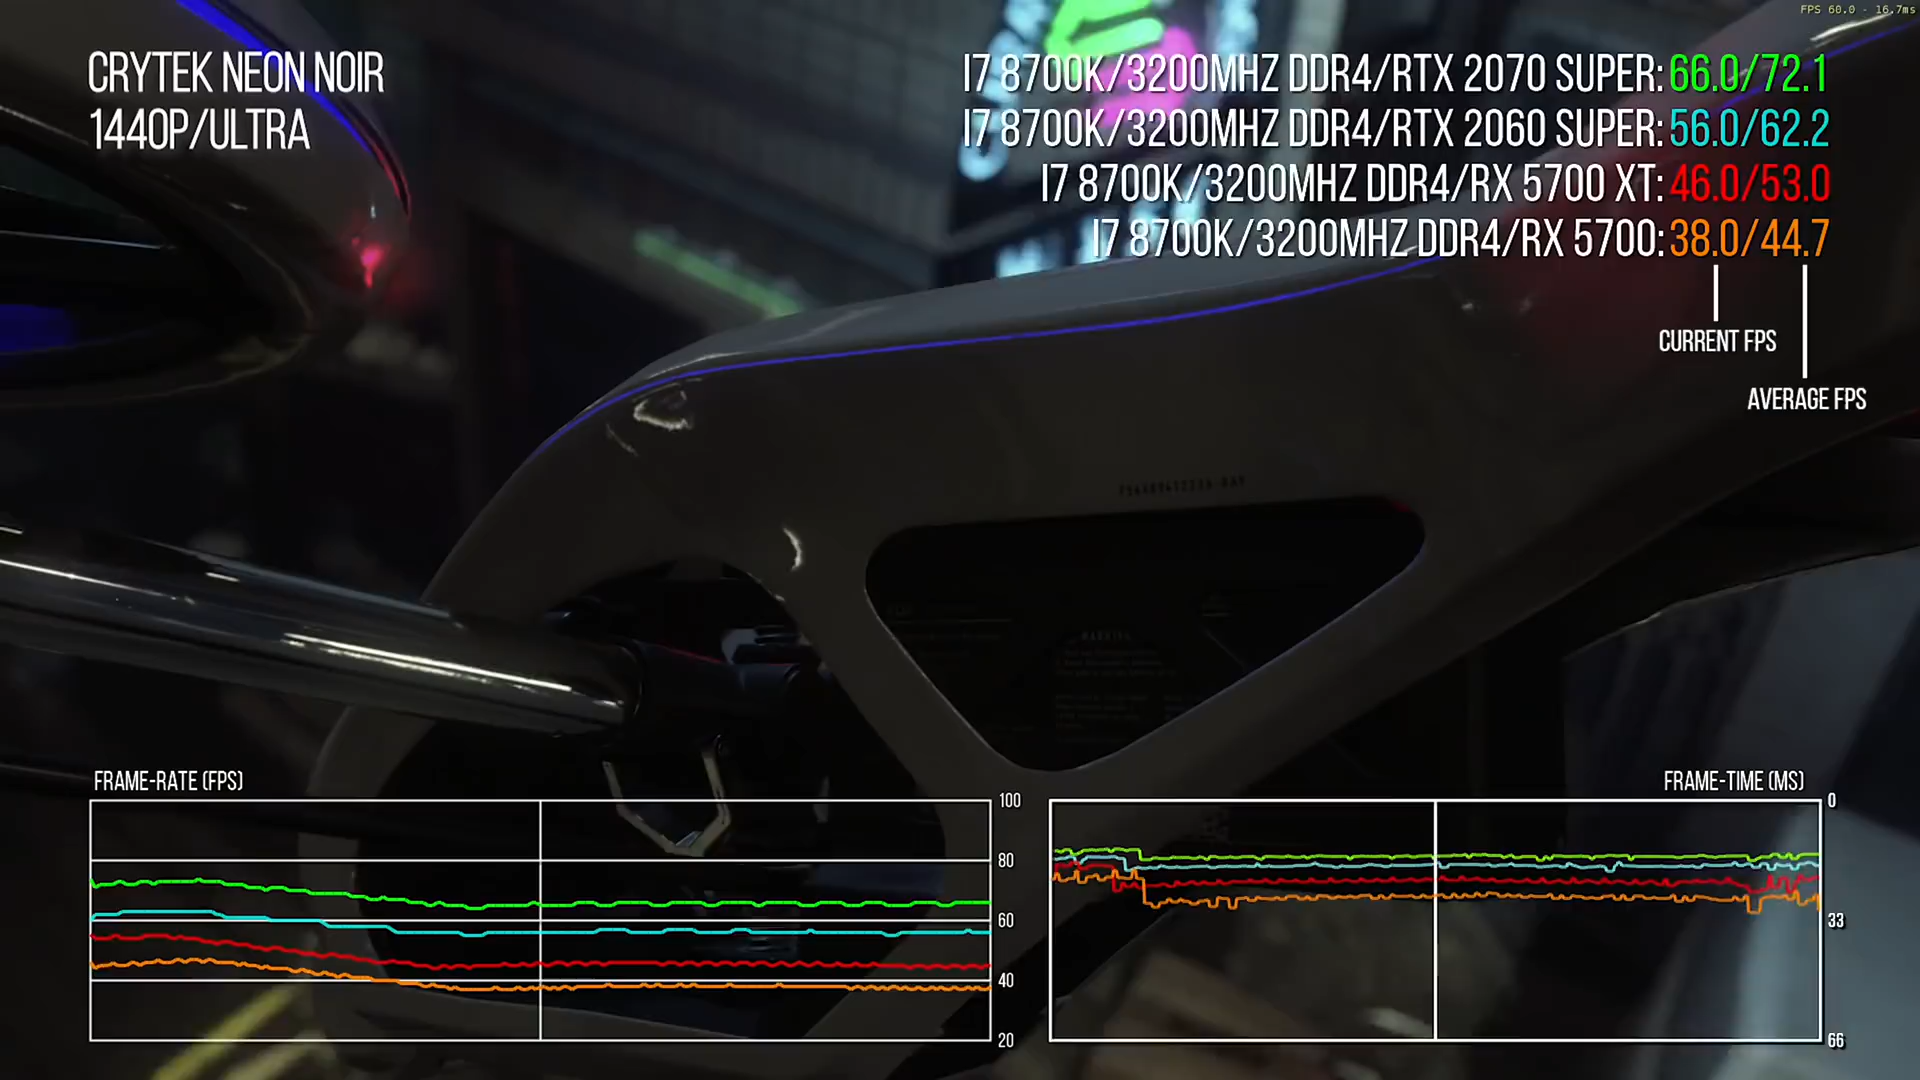 FPS 60.0 - 16.7ms
CRYTEK NEON NOIR
1440P/ULTRA
I7 8700K/3200MHZ DDR4/RTX 2070 SUPER: 66.0/72.1
I7 8700K/3200MHZ DDR4/RTX 2060 SUPER: 56.0/62.2
I7 8700K/3200MHZ DDR4/RX 5700 XT: 46.0/53.0
I7 8700K/3200MHZ DDR4/RX 5700: 38.0/44.7
CURRENT FPS
AVERAGE FPS
FRAME-RATE (FPS)
100
80
60
40
20
FRAME-TIME (MS)
0
33
66